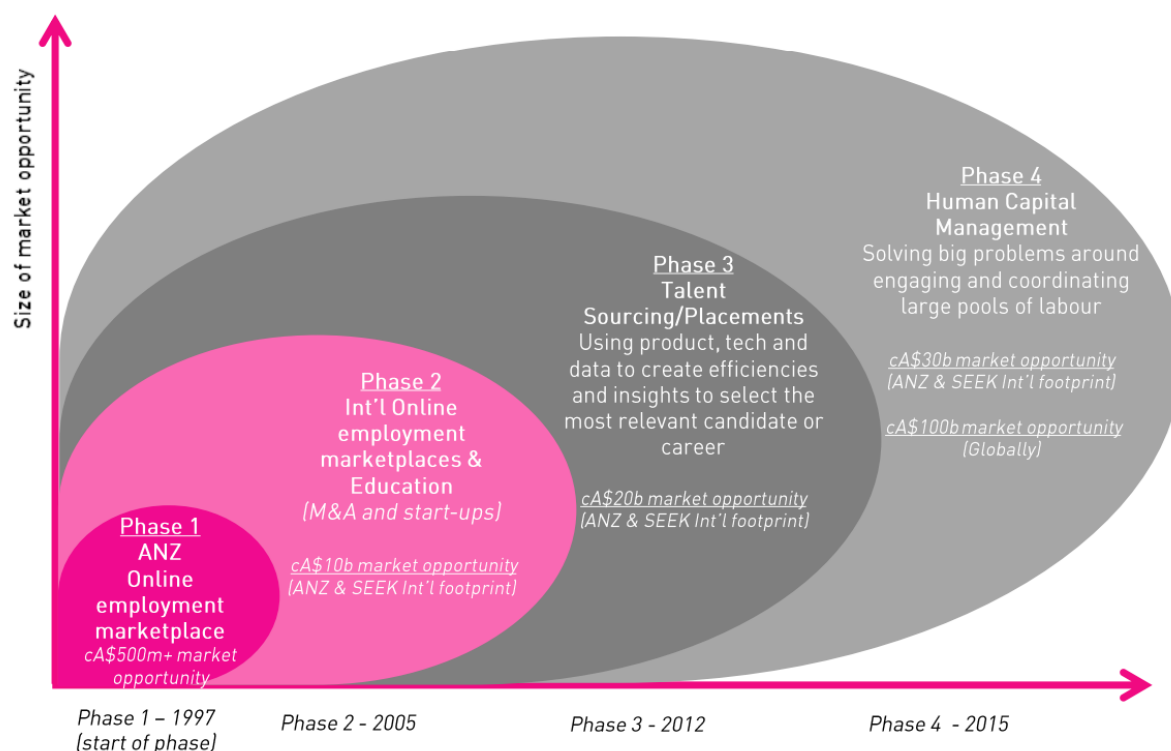 Size of market opportunity
Phase 1
ANZ
Online
employment
marketplace
cA$500m+ market
opportunity
Phase 2
Int'l Online
employment
marketplaces &
Education
(M&A and start-ups)
cA$10b market opportunity
(ANZ & SEEK Int'l footprint)
Phase 3
Talent
Sourcing/Placements
Using product, tech and
data to create efficiencies
and insights to select the
most relevant candidate or
career
cA$20b market opportunity
(ANZ & SEEK Int'l footprint)
Phase 4
Human Capital
Management
Solving big problems around
engaging and coordinating
large pools of labour
cA$30b market opportunity
(ANZ & SEEK Int'l footprint)
cA$100b market opportunity
(Globally)
Phase 1 – 1997
(start of phase)
Phase 2 - 2005
Phase 3 - 2012
Phase 4 - 2015